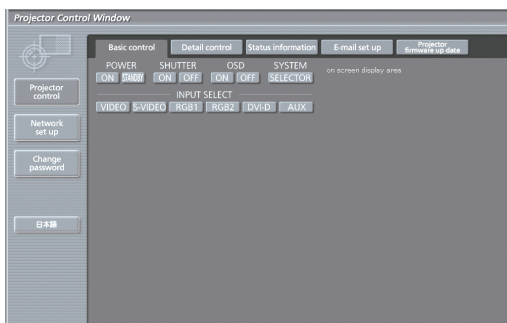 Projector Control Window
Basic control Detail control Status information E-mail set up Projector firmware up date
POWER SHUTTER OSD SYSTEM
on screen display area
ON STANDBY ON OFF ON OFF SELECTOR
INPUT SELECT
VIDEO S-VIDEO RGB1 RGB2 DVI-D AUX
Projector
control
Network
set up
Change
password
日本語